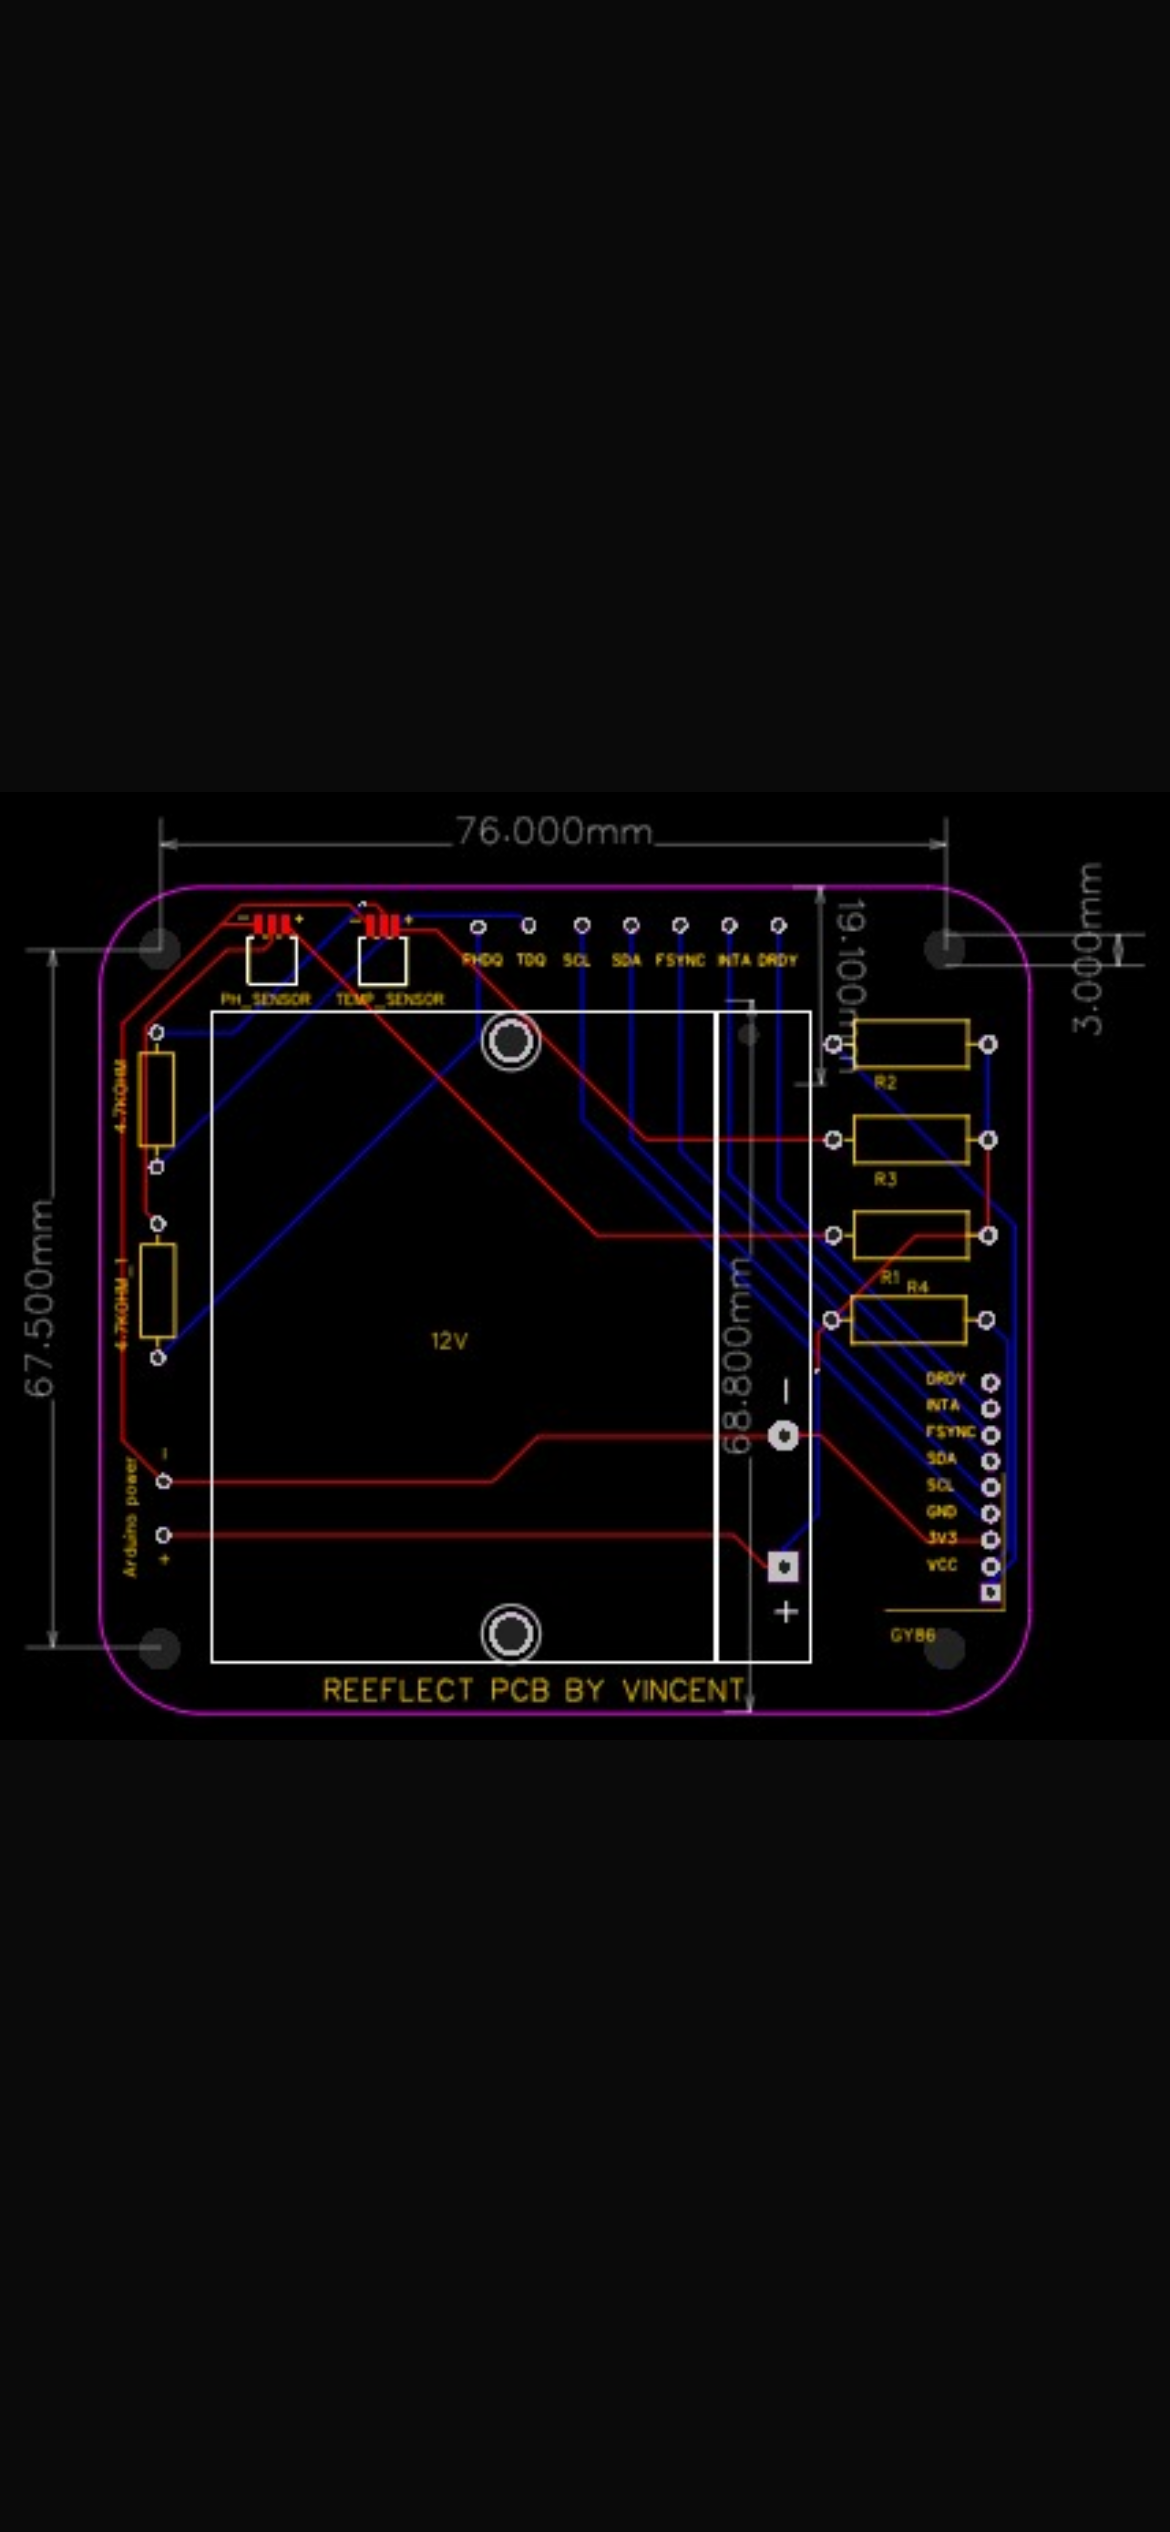 76.000mm
3.000mm
19.100mm
- +
- +
PHDQ TDQ SCL SDA FSYNC INTA DRDY
PH_SENSOR TEMP_SENSOR
R2
4.7KOHM
R3
67.500mm
R1
R4
4.7KOHM_1
12V
68.800mm
DRDY
INTA
FSYNC
SDA
SCL
GND
3V3
VCC
-
Arduino power
-
+
+
GY86
REEFLECT PCB BY VINCENT